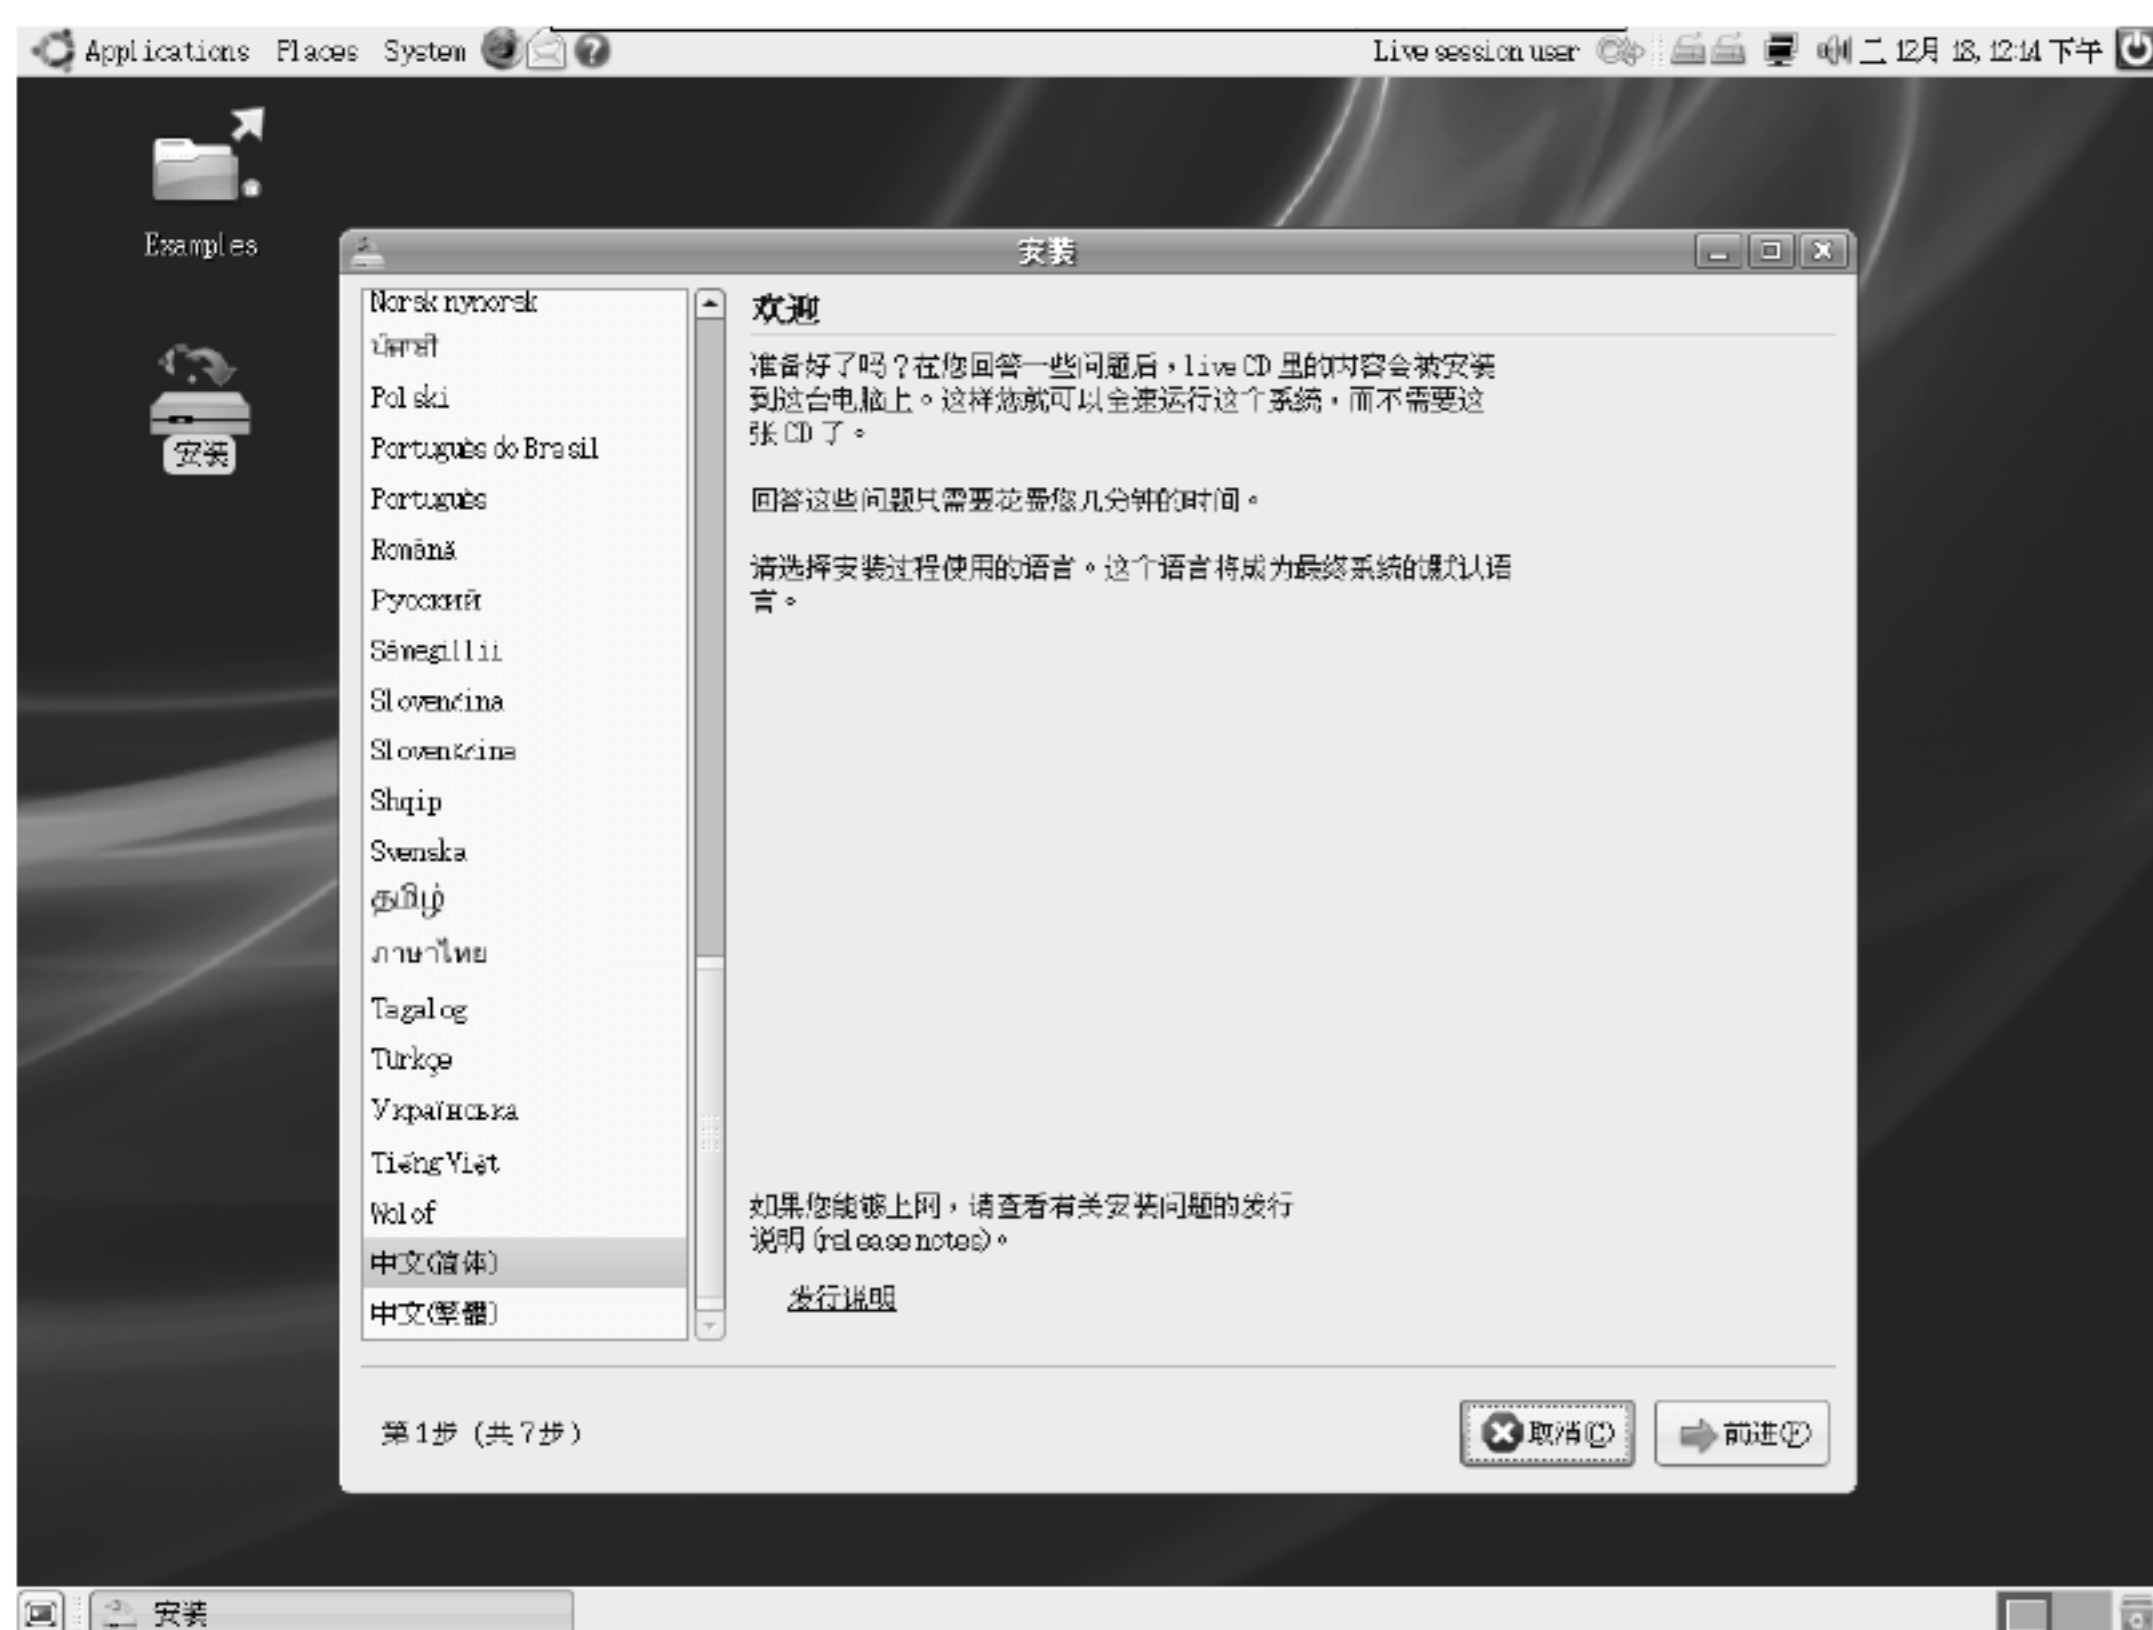 Applications Places System
Live session user
二 12月 18, 12:14 下午
Examples
安装
安装
Norsk nynorsk
ਪੰਜਾਬੀ
Polski
Português do Brasil
Português
Română
Русский
Sámegillii
Slovenčina
Slovenščina
Shqip
Svenska
தமிழ்
ภาษาไทย
Tagalog
Türkçe
Українська
Tiếng Việt
Wolof
中文(简体)
中文(繁體)
欢迎
准备好了吗？在您回答一些问题后，live CD 里的内容会被安装
到这台电脑上。这样您就可以全速运行这个系统，而不需要这
张 CD 了。
回答这些问题只需要花费您几分钟的时间。
请选择安装过程使用的语言。这个语言将成为最终系统的默认语
言。
如果您能够上网，请查看有关安装问题的发行
说明 (release notes)。
发行说明
第 1步 (共 7步)
取消(C)
前进(F)
安装